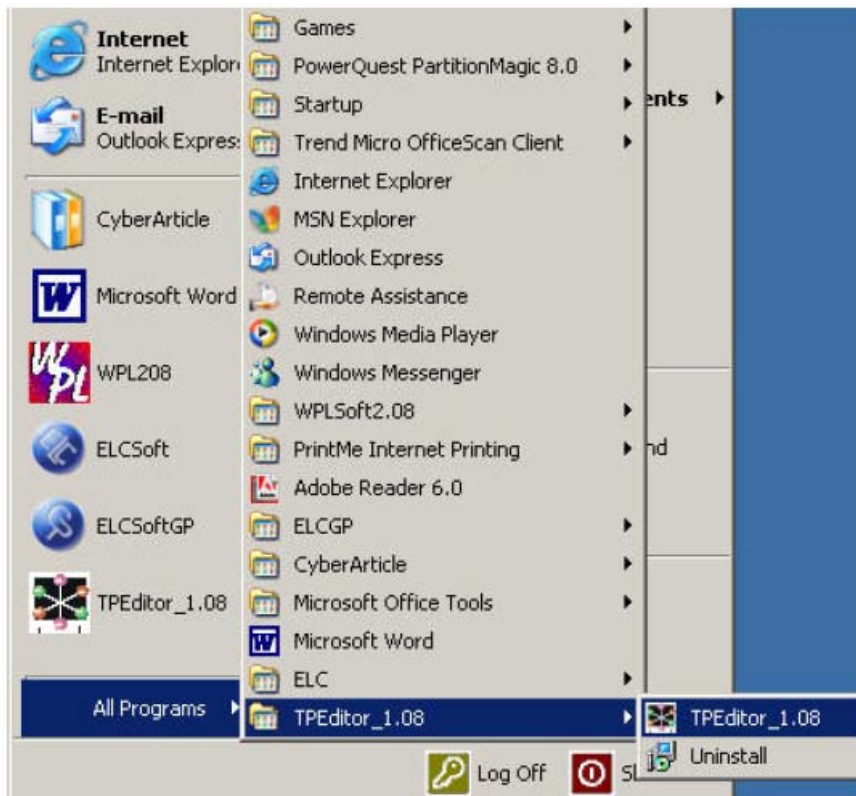 Internet
Internet Explor
E-mail
Outlook Expres
CyberArticle
Microsoft Word
WPL208
ELCSoft
ELCSoftGP
TPEditor_1.08
All Programs
Games
PowerQuest PartitionMagic 8.0
Startup
Trend Micro OfficeScan Client
Internet Explorer
MSN Explorer
Outlook Express
Remote Assistance
Windows Media Player
Windows Messenger
WPLSoft2.08
PrintMe Internet Printing
Adobe Reader 6.0
ELCGP
CyberArticle
Microsoft Office Tools
Microsoft Word
ELC
TPEditor_1.08
ents
nd
TPEditor_1.08
Uninstall
Log Off